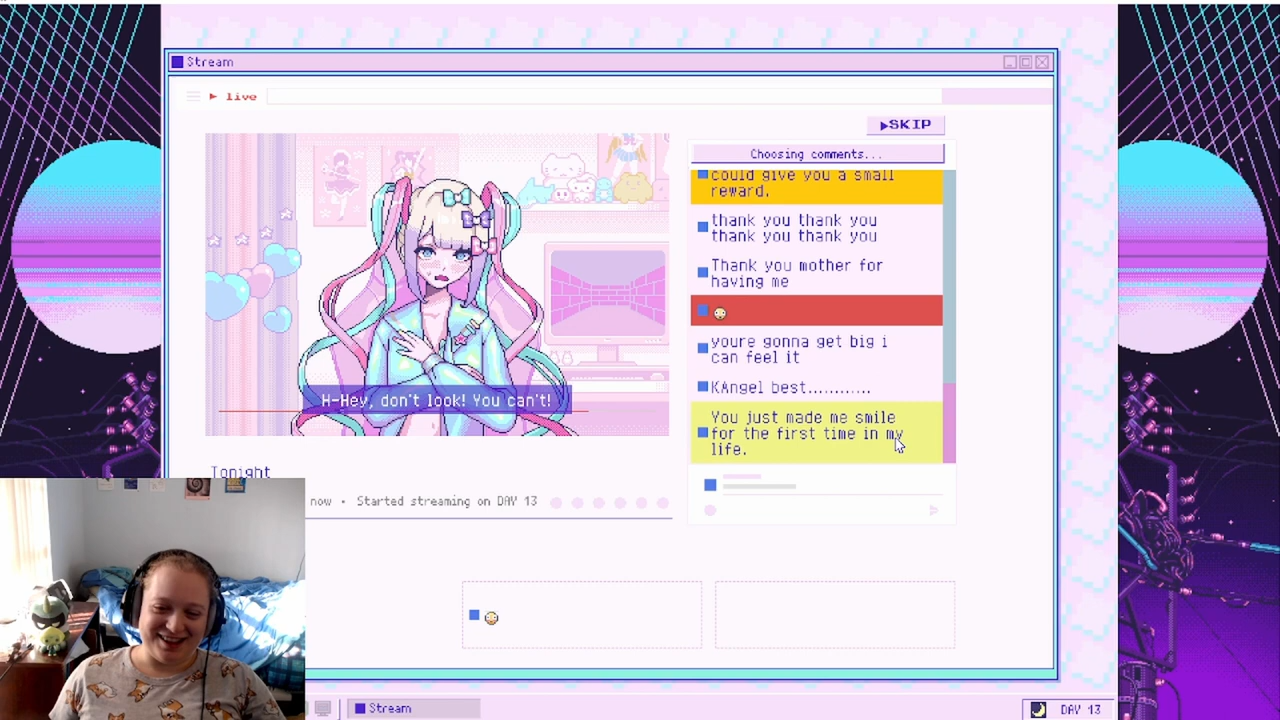 Stream
live
SKIP
Choosing comments...
could give you a small
reward.
thank you thank you
thank you thank you
Thank you mother for
having me
youre gonna get big i
can feel it
KAngel best...........
You just made me smile
for the first time in my
life.
H-Hey, don't look! You can't!
Tonight
now • Started streaming on DAY 13
Stream
DAY 13